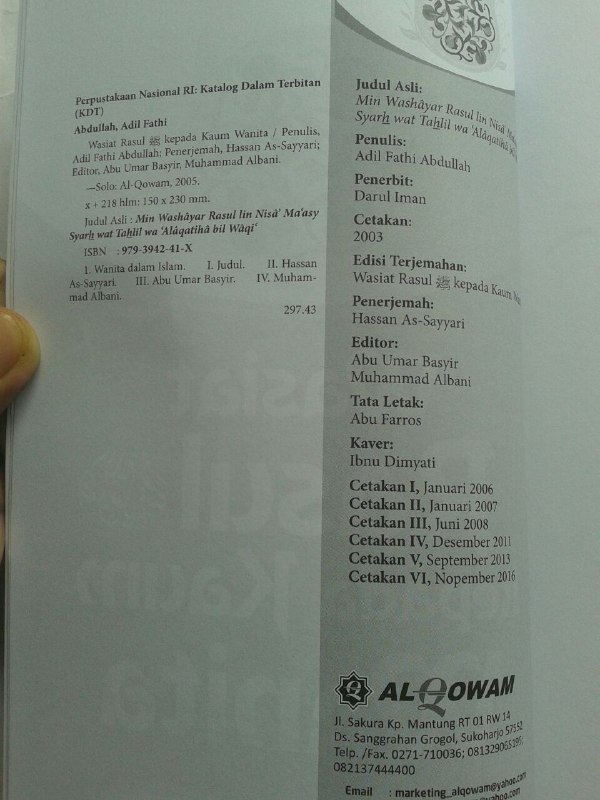 Perpustakaan Nasional RI: Katalog Dalam Terbitan
(KDT)
Abdullah, Adil Fathi
Wasiat Rasul ﷺ kepada Kaum Wanita / Penulis,
Adil Fathi Abdullah; Penerjemah, Hassan As-Sayyari;
Editor, Abu Umar Basyir, Muhammad Albani.
—Solo: Al-Qowam, 2005.
x + 218 hlm: 150 x 230 mm.
Judul Asli : Min Washâyar Rasul lin Nisâ' Ma'asy
Syarh wat Tahlil wa 'Alâqatihâ bil Wâqi'
ISBN : 979-3942-41-X
1. Wanita dalam Islam. I. Judul. II. Hassan
As-Sayyari. III. Abu Umar Basyir. IV. Muham-
mad Albani.
297.43
Judul Asli:
Min Washâyar Rasul lin Nisâ'
Syarh wat Tahlil wa 'Alâqatihâ
Penulis:
Adil Fathi Abdullah
Penerbit:
Darul Iman
Cetakan:
2003
Edisi Terjemahan:
Wasiat Rasul ﷺ kepada Kaum
Penerjemah:
Hassan As-Sayyari
Editor:
Abu Umar Basyir
Muhammad Albani
Tata Letak:
Abu Farros
Kaver:
Ibnu Dimyati
Cetakan I, Januari 2006
Cetakan II, Januari 2007
Cetakan III, Juni 2008
Cetakan IV, Desember 2011
Cetakan V, September 2013
Cetakan VI, Nopember 2016
AL-QOWAM
Jl. Sakura Kp. Mantung RT 01 RW 14
Ds. Sanggrahan Grogol, Sukoharjo 57552
Telp. /Fax. 0271-710036; 081329065195;
082137444400
Email : marketing_alqowam@yahoo.com